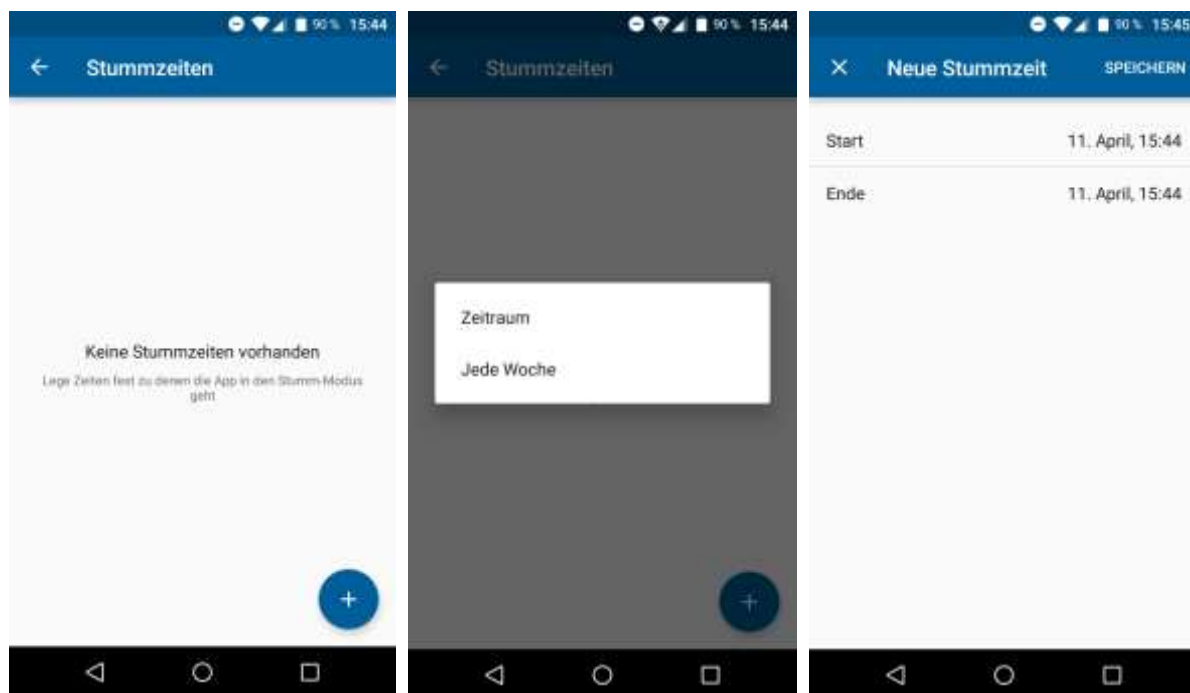 90 % 15:44
Stummzeiten
Keine Stummzeiten vorhanden
Lege Zeiten fest zu denen die App in den Stumm-Modus
geht
90 % 15:44
Stummzeiten
Zeitraum
Jede Woche
90 % 15:45
Neue Stummzeit SPEICHERN
Start 11. April, 15:44
Ende 11. April, 15:44